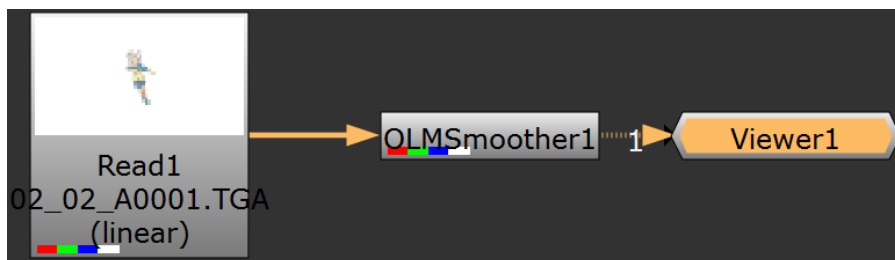 Read1
02_02_A0001.TGA
(linear)
OLMSmoother1
1
Viewer1